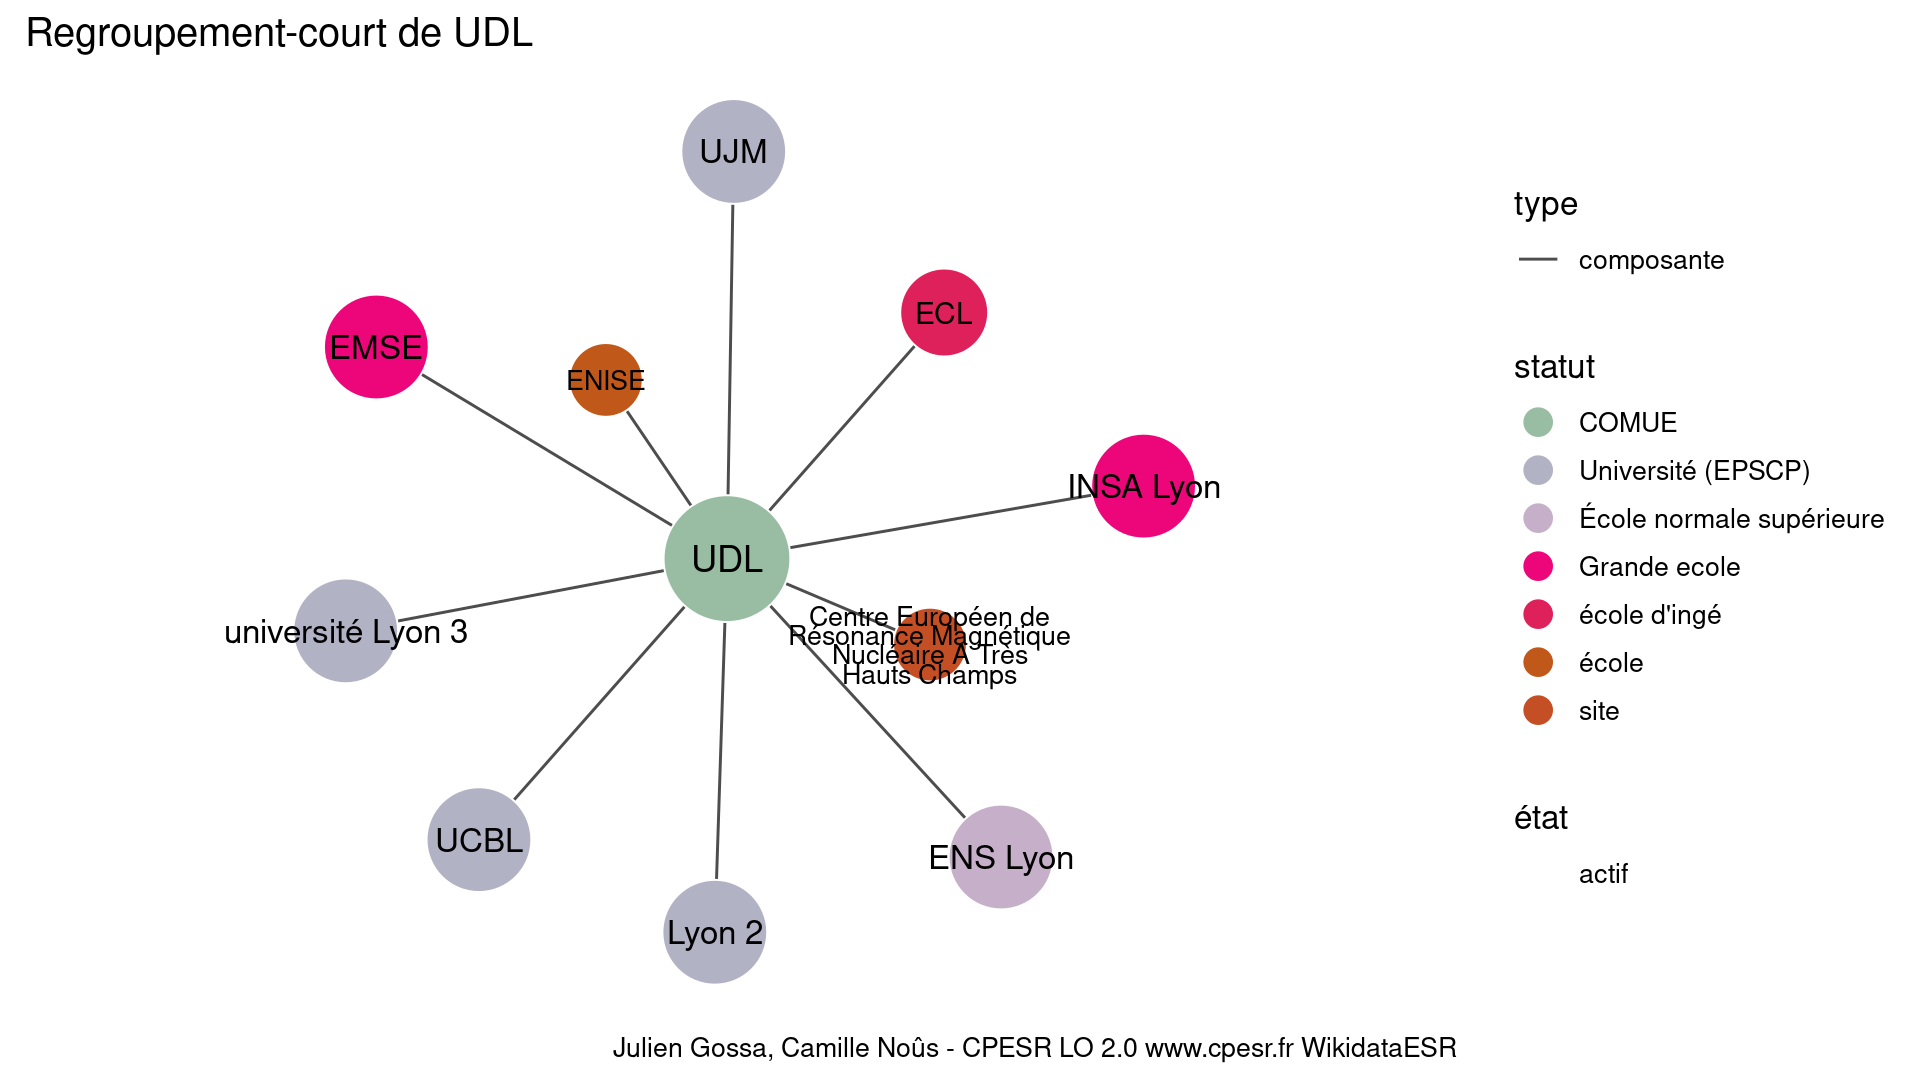 Regroupement-court de UDL
UJM
ECL
EMSE
ENISE
INSA Lyon
UDL
Centre Européen de
Résonance Magnétique
Nucléaire À Très
Hauts Champs
université Lyon 3
UCBL
ENS Lyon
Lyon 2
type
composante
statut
COMUE
Université (EPSCP)
École normale supérieure
Grande ecole
école d'ingé
école
site
état
actif
Julien Gossa, Camille Noûs - CPESR LO 2.0 www.cpesr.fr WikidataESR